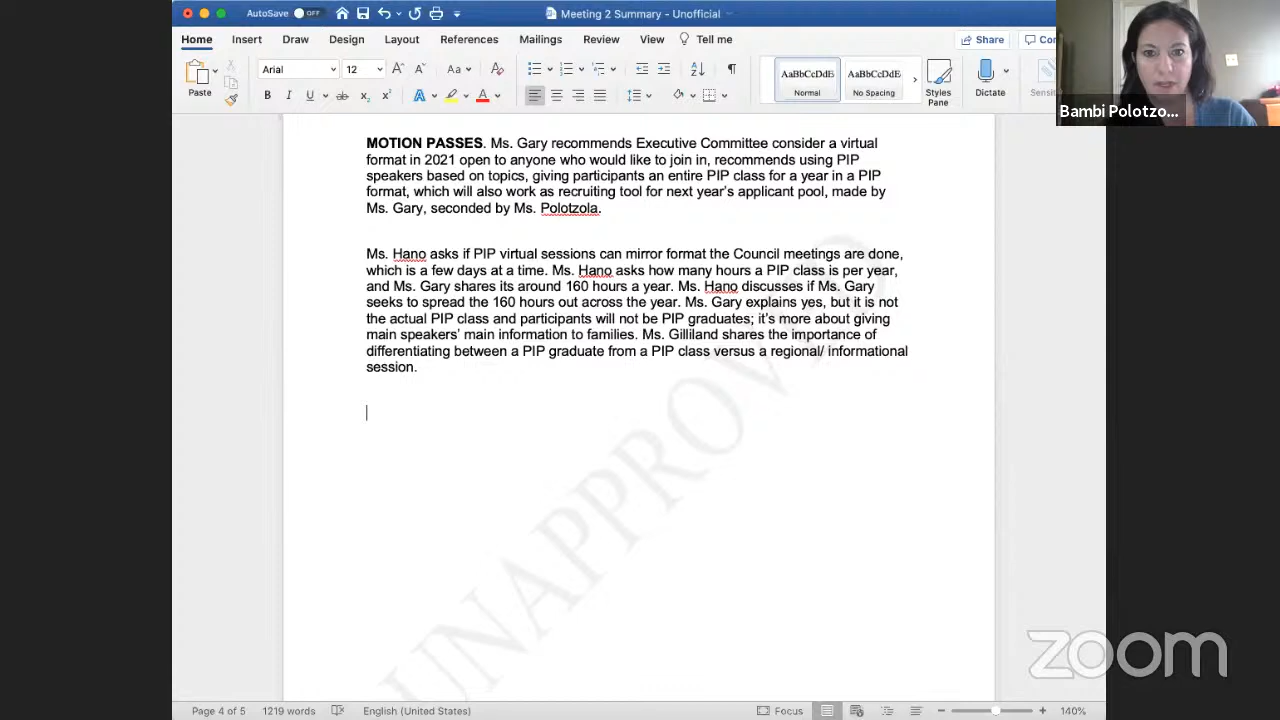 AutoSave OFF
Meeting 2 Summary - Unofficial
Home Insert Draw Design Layout References Mailings Review View Tell me Share
Paste
Arial 12
AaBbCcDdE AaBbCcDdE
Normal No Spacing
Styles
Pane
Dictate
Bambi Polotzo...
MOTION PASSES. Ms. Gary recommends Executive Committee consider a virtual
format in 2021 open to anyone who would like to join in, recommends using PIP
speakers based on topics, giving participants an entire PIP class for a year in a PIP
format, which will also work as recruiting tool for next year's applicant pool, made by
Ms. Gary, seconded by Ms. Polotzola.
Ms. Hano asks if PIP virtual sessions can mirror format the Council meetings are done,
which is a few days at a time. Ms. Hano asks how many hours a PIP class is per year,
and Ms. Gary shares its around 160 hours a year. Ms. Hano discusses if Ms. Gary
seeks to spread the 160 hours out across the year. Ms. Gary explains yes, but it is not
the actual PIP class and participants will not be PIP graduates; it's more about giving
main speakers' main information to families. Ms. Gilliland shares the importance of
differentiating between a PIP graduate from a PIP class versus a regional/ informational
session.
UNAPPROVED
zoom
Page 4 of 5 1219 words English (United States) Focus 140%